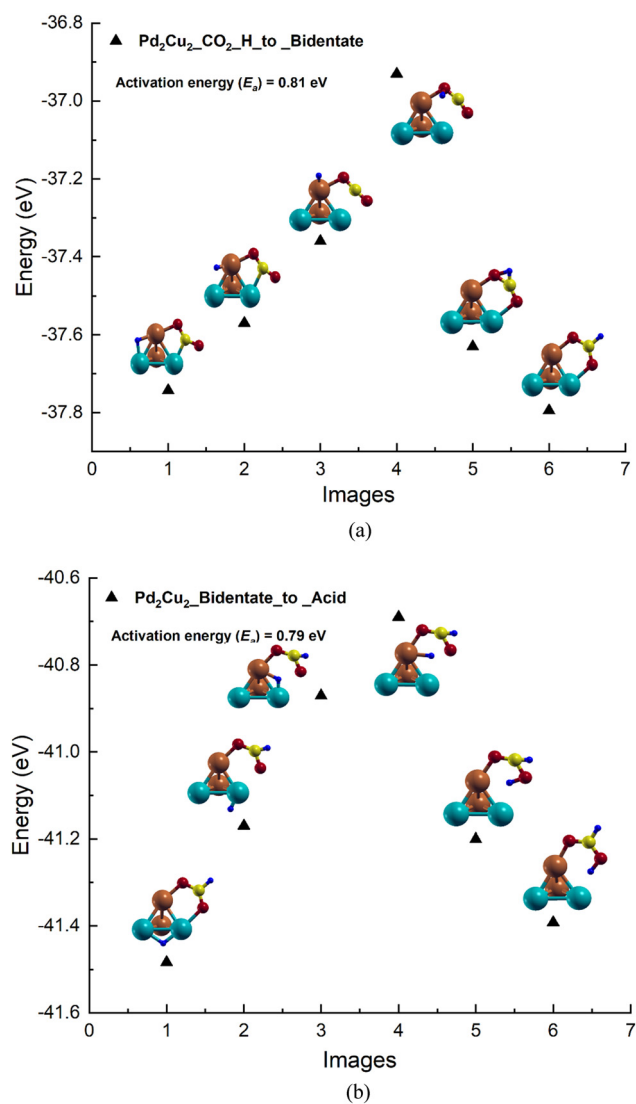 -36.8
▲ Pd₂Cu₂_CO₂_H_to _Bidentate
Activation energy (Eₐ) = 0.81 eV
-37.0
-37.2
-37.4
-37.6
-37.8
Energy (eV)
0 1 2 3 4 5 6 7
Images
(a)
-40.6
▲ Pd₂Cu₂_Bidentate_to _Acid
Activation energy (Eₐ) = 0.79 eV
-40.8
-41.0
-41.2
-41.4
-41.6
Energy (eV)
0 1 2 3 4 5 6 7
Images
(b)